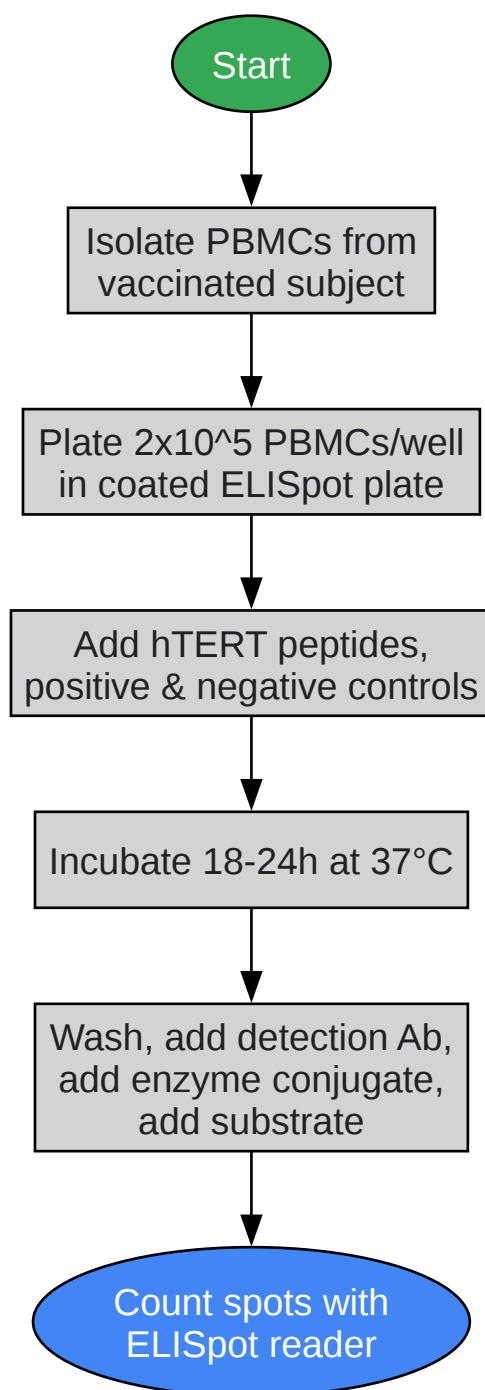 Start
Isolate PBMCs from
vaccinated subject
Plate 2x10^5 PBMCs/well
in coated ELISpot plate
Add hTERT peptides,
positive & negative controls
Incubate 18-24h at 37°C
Wash, add detection Ab,
add enzyme conjugate,
add substrate
Count spots with
ELISpot reader